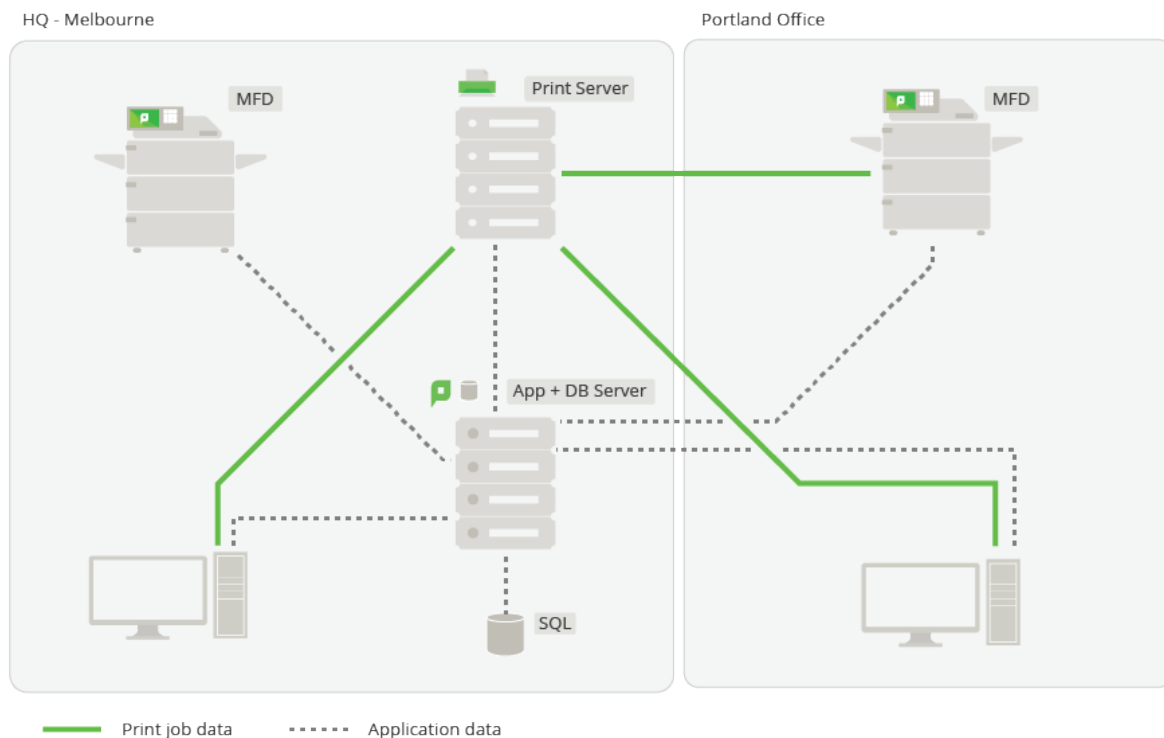 HQ - Melbourne
Portland Office
MFD
Print Server
MFD
App + DB Server
SQL
Print job data
Application data